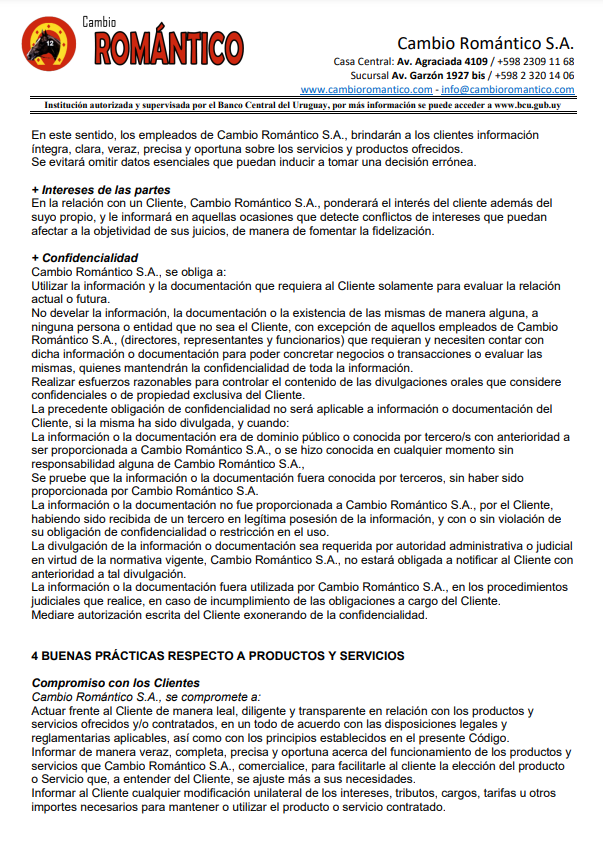 Cambio
ROMÁNTICO
12
Cambio Romántico S.A.
Casa Central: Av. Agraciada 4109 / +598 2309 11 68
Sucursal Av. Garzón 1927 bis / +598 2 320 14 06
www.cambioromantico.com - info@cambioromantico.com
Institución autorizada y supervisada por el Banco Central del Uruguay, por más información se puede acceder a www.bcu.gub.uy
En este sentido, los empleados de Cambio Romántico S.A., brindarán a los clientes información
íntegra, clara, veraz, precisa y oportuna sobre los servicios y productos ofrecidos.
Se evitará omitir datos esenciales que puedan inducir a tomar una decisión errónea.
+ Intereses de las partes
En la relación con un Cliente, Cambio Romántico S.A., ponderará el interés del cliente además del
suyo propio, y le informará en aquellas ocasiones que detecte conflictos de intereses que puedan
afectar a la objetividad de sus juicios, de manera de fomentar la fidelización.
+ Confidencialidad
Cambio Romántico S.A., se obliga a:
Utilizar la información y la documentación que requiera al Cliente solamente para evaluar la relación
actual o futura.
No develar la información, la documentación o la existencia de las mismas de manera alguna, a
ninguna persona o entidad que no sea el Cliente, con excepción de aquellos empleados de Cambio
Romántico S.A., (directores, representantes y funcionarios) que requieran y necesiten contar con
dicha información o documentación para poder concretar negocios o transacciones o evaluar las
mismas, quienes mantendrán la confidencialidad de toda la información.
Realizar esfuerzos razonables para controlar el contenido de las divulgaciones orales que considere
confidenciales o de propiedad exclusiva del Cliente.
La precedente obligación de confidencialidad no será aplicable a información o documentación del
Cliente, si la misma ha sido divulgada, y cuando:
La información o la documentación era de dominio público o conocida por tercero/s con anterioridad a
ser proporcionada a Cambio Romántico S.A., o se hizo conocida en cualquier momento sin
responsabilidad alguna de Cambio Romántico S.A.,
Se pruebe que la información o la documentación fuera conocida por terceros, sin haber sido
proporcionada por Cambio Romántico S.A.
La información o la documentación no fue proporcionada a Cambio Romántico S.A., por el Cliente,
habiendo sido recibida de un tercero en legítima posesión de la información, y con o sin violación de
su obligación de confidencialidad o restricción en el uso.
La divulgación de la información o documentación sea requerida por autoridad administrativa o judicial
en virtud de la normativa vigente, Cambio Romántico S.A., no estará obligada a notificar al Cliente con
anterioridad a tal divulgación.
La información o la documentación fuera utilizada por Cambio Romántico S.A., en los procedimientos
judiciales que realice, en caso de incumplimiento de las obligaciones a cargo del Cliente.
Mediare autorización escrita del Cliente exonerando de la confidencialidad.
4 BUENAS PRÁCTICAS RESPECTO A PRODUCTOS Y SERVICIOS
Compromiso con los Clientes
Cambio Romántico S.A., se compromete a:
Actuar frente al Cliente de manera leal, diligente y transparente en relación con los productos y
servicios ofrecidos y/o contratados, en un todo de acuerdo con las disposiciones legales y
reglamentarias aplicables, así como con los principios establecidos en el presente Código.
Informar de manera veraz, completa, precisa y oportuna acerca del funcionamiento de los productos y
servicios que Cambio Romántico S.A., comercialice, para facilitarle al cliente la elección del producto
o Servicio que, a entender del Cliente, se ajuste más a sus necesidades.
Informar al Cliente cualquier modificación unilateral de los intereses, tributos, cargos, tarifas u otros
importes necesarios para mantener o utilizar el producto o servicio contratado.